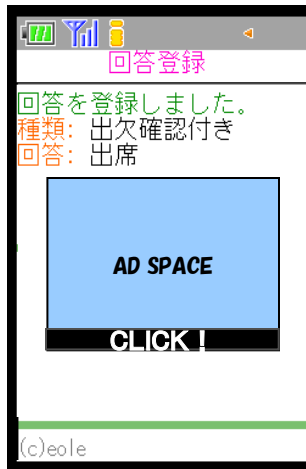 回答登録
回答を登録しました。
種類: 出欠確認付き
回答: 出席
AD SPACE
CLICK！
(c)eole